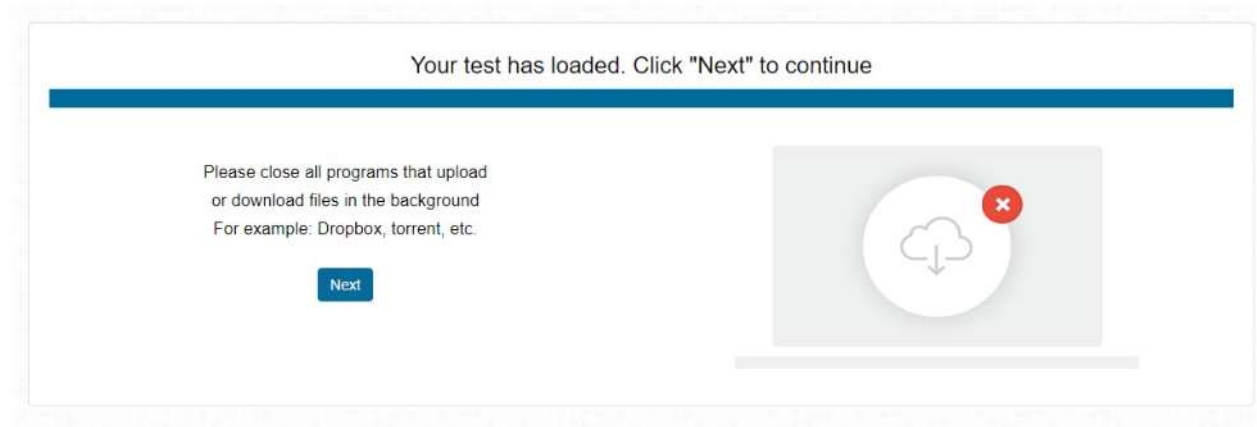 Your test has loaded. Click "Next" to continue
Please close all programs that upload
or download files in the background
For example: Dropbox, torrent, etc.
Next